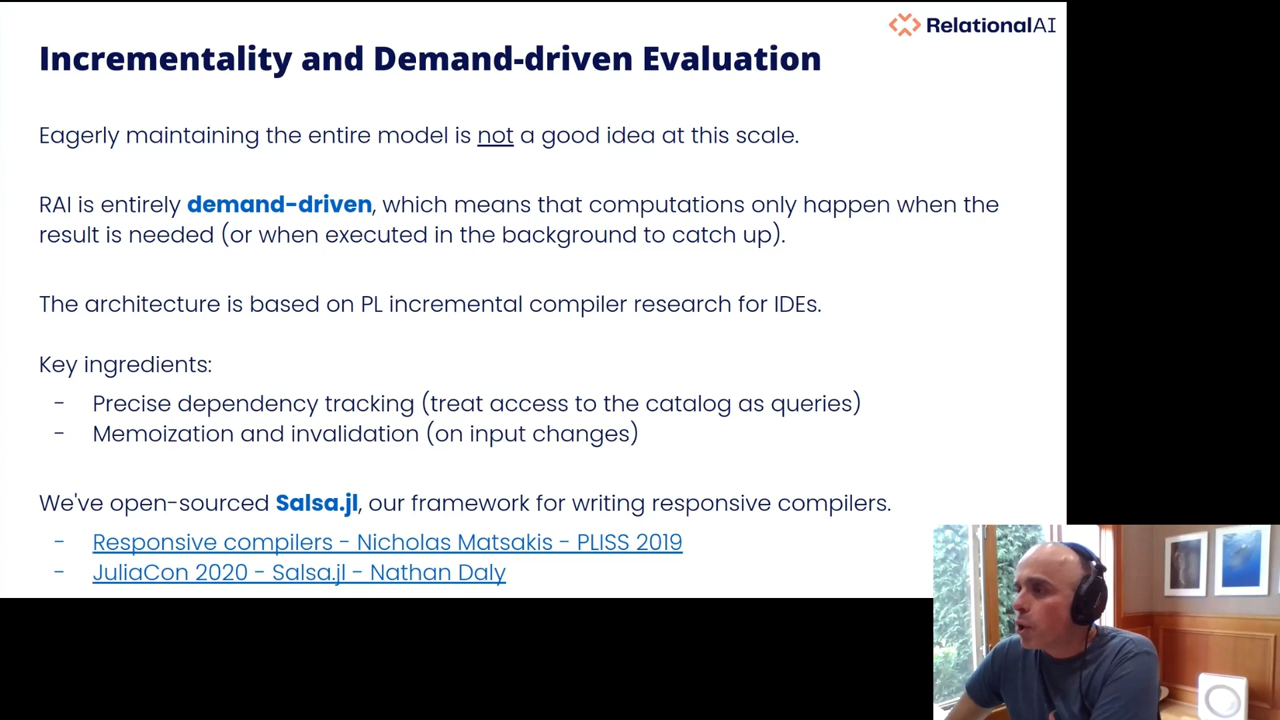 RelationalAI
Incrementality and Demand-driven Evaluation
Eagerly maintaining the entire model is not a good idea at this scale.
RAI is entirely demand-driven, which means that computations only happen when the
result is needed (or when executed in the background to catch up).
The architecture is based on PL incremental compiler research for IDEs.
Key ingredients:
- Precise dependency tracking (treat access to the catalog as queries)
- Memoization and invalidation (on input changes)
We've open-sourced Salsa.jl, our framework for writing responsive compilers.
- Responsive compilers - Nicholas Matsakis - PLISS 2019
- JuliaCon 2020 - Salsa.jl - Nathan Daly